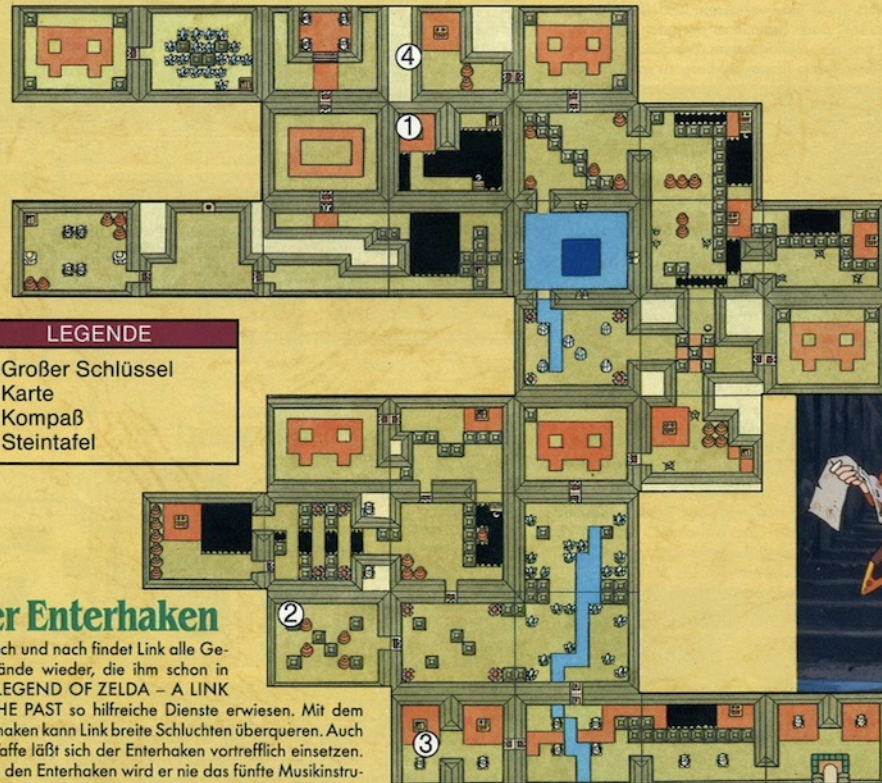 4
1
LEGENDE
Großer Schlüssel
Karte
Kompaß
Steintafel
er Enterhaken
2
ch und nach findet Link alle Ge-
ände wieder, die ihm schon in
LEGEND OF ZELDA – A LINK
HE PAST so hilfreiche Dienste erwiesen. Mit dem
haken kann Link breite Schluchten überqueren. Auch
affe läßt sich der Enterhaken vortrefflich einsetzen.
den Enterhaken wird er nie das fünfte Musikinstru-
3